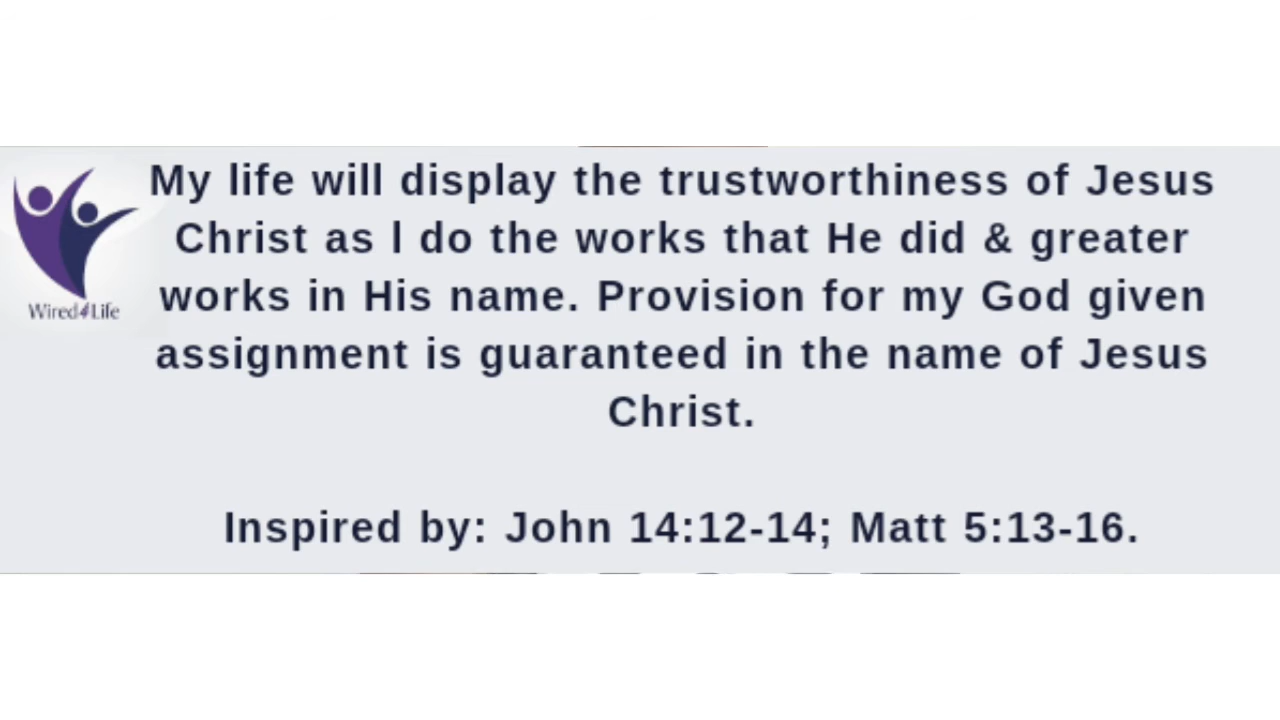 My life will display the trustworthiness of Jesus
Christ as l do the works that He did & greater
works in His name. Provision for my God given
assignment is guaranteed in the name of Jesus
Christ.
Wired4Life
Inspired by: John 14:12-14; Matt 5:13-16.